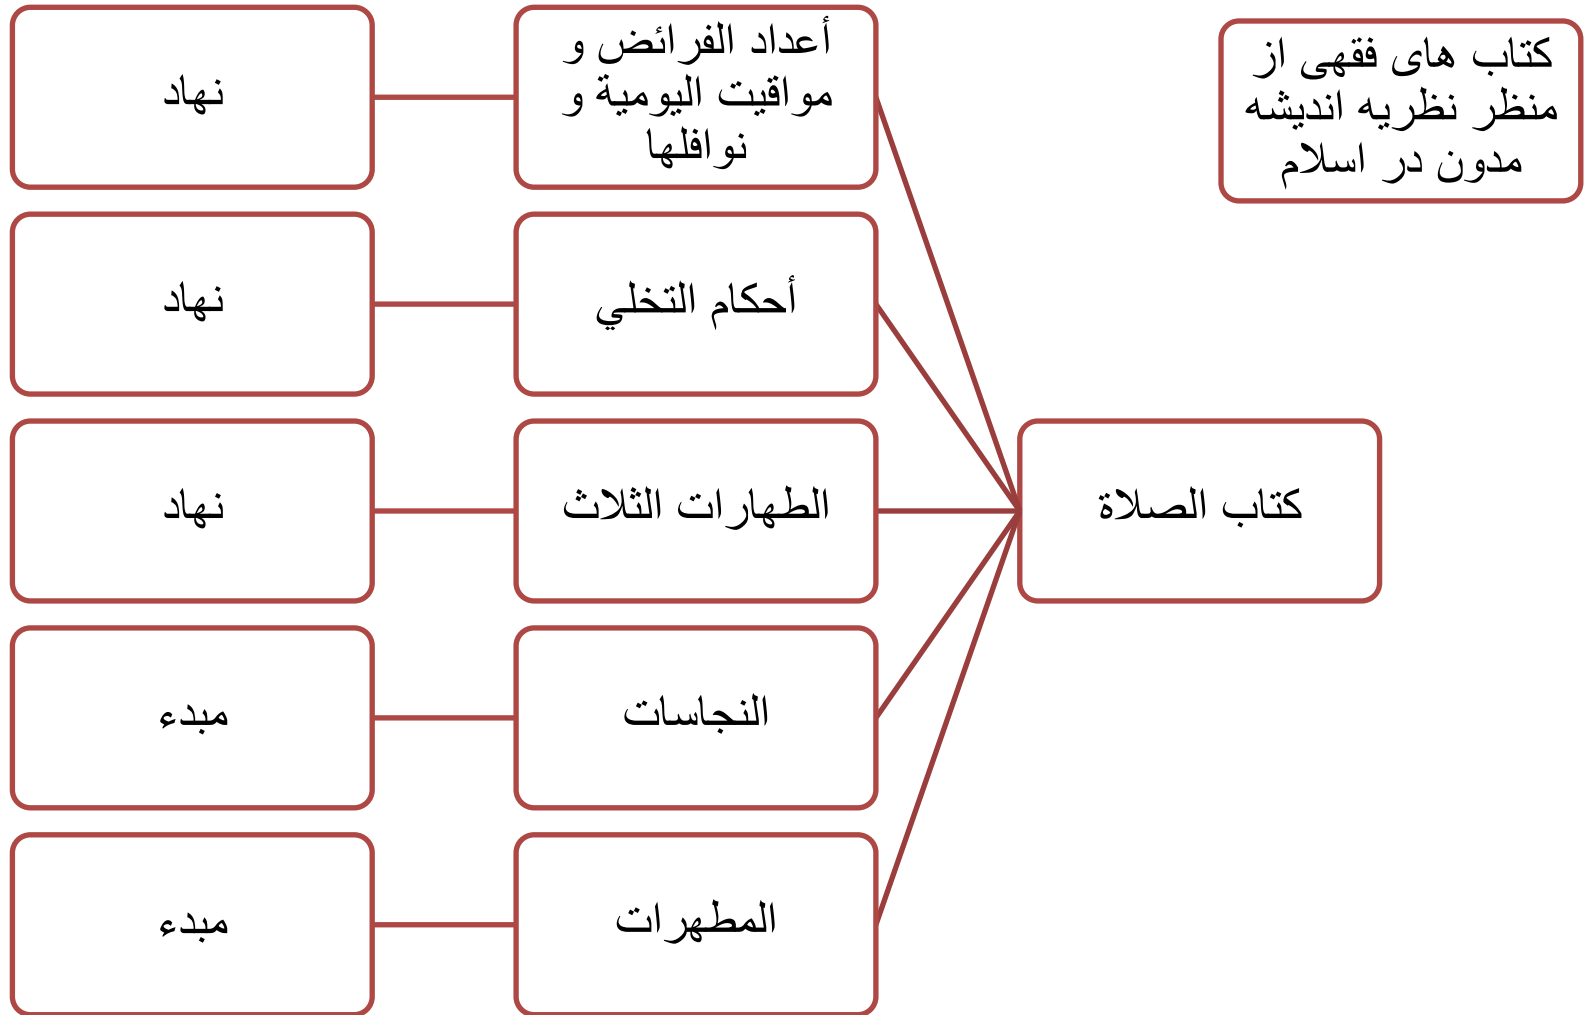 کتاب های فقهی از
منظر نظریه اندیشه
مدون در اسلام
كتاب الصلاة
أعداد الفرائض و
مواقيت اليومية و
نوافلها
نهاد
أحكام التخلي
نهاد
الطهارات الثلاث
نهاد
النجاسات
مبدء
المطهرات
مبدء